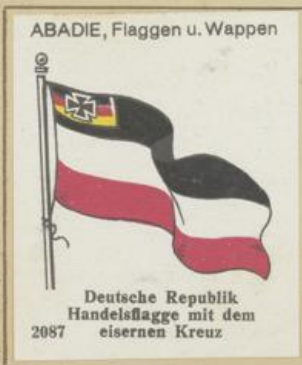 ABADIE, Flaggen u. Wappen
Deutsche Republik
Handelsflagge mit dem
2087 eisernen Kreuz